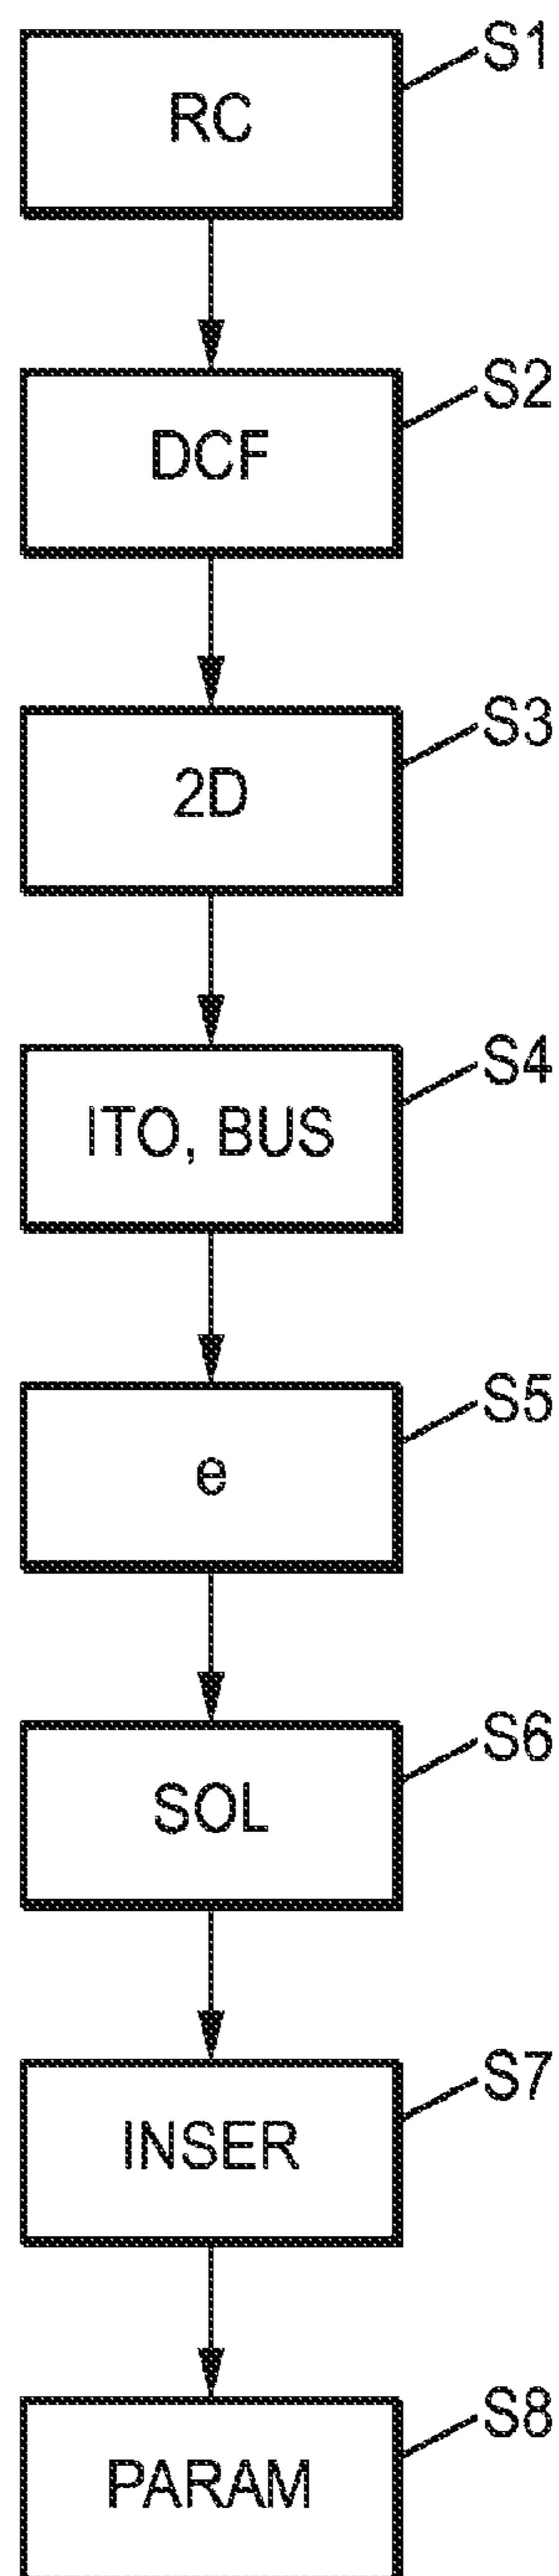 S1
RC
S2
DCF
S3
2D
S4
ITO, BUS
S5
e
S6
SOL
S7
INSER
S8
PARAM